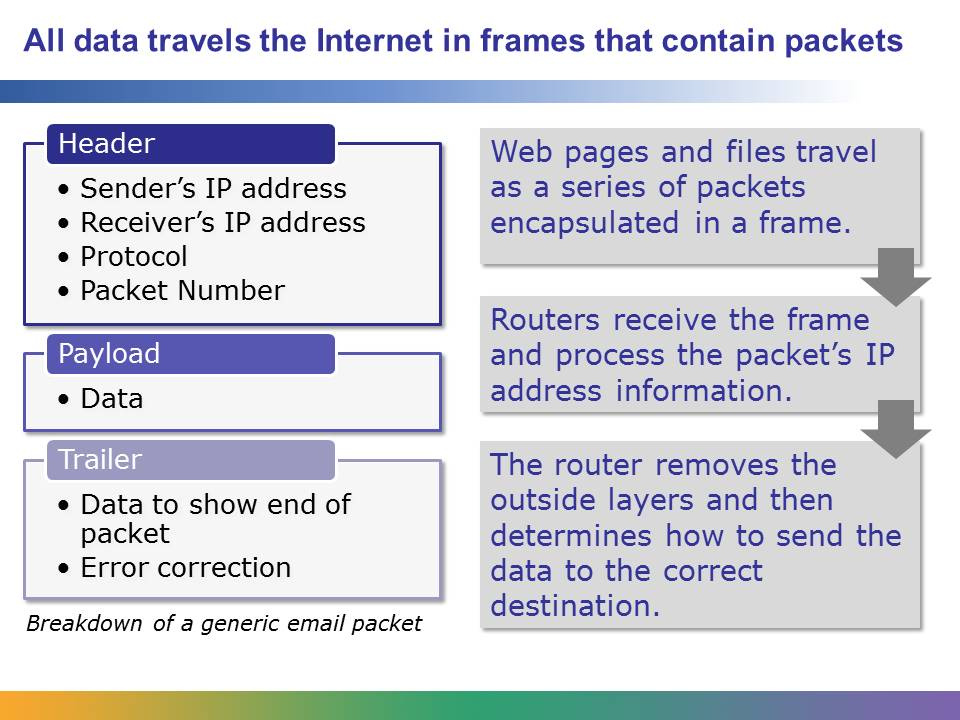 All data travels the Internet in frames that contain packets
Header
• Sender’s IP address
• Receiver’s IP address
• Protocol
• Packet Number
Payload
• Data
Trailer
• Data to show end of
packet
• Error correction
Breakdown of a generic email packet
Web pages and files travel
as a series of packets
encapsulated in a frame.
Routers receive the frame
and process the packet’s IP
address information.
The router removes the
outside layers and then
determines how to send the
data to the correct
destination.